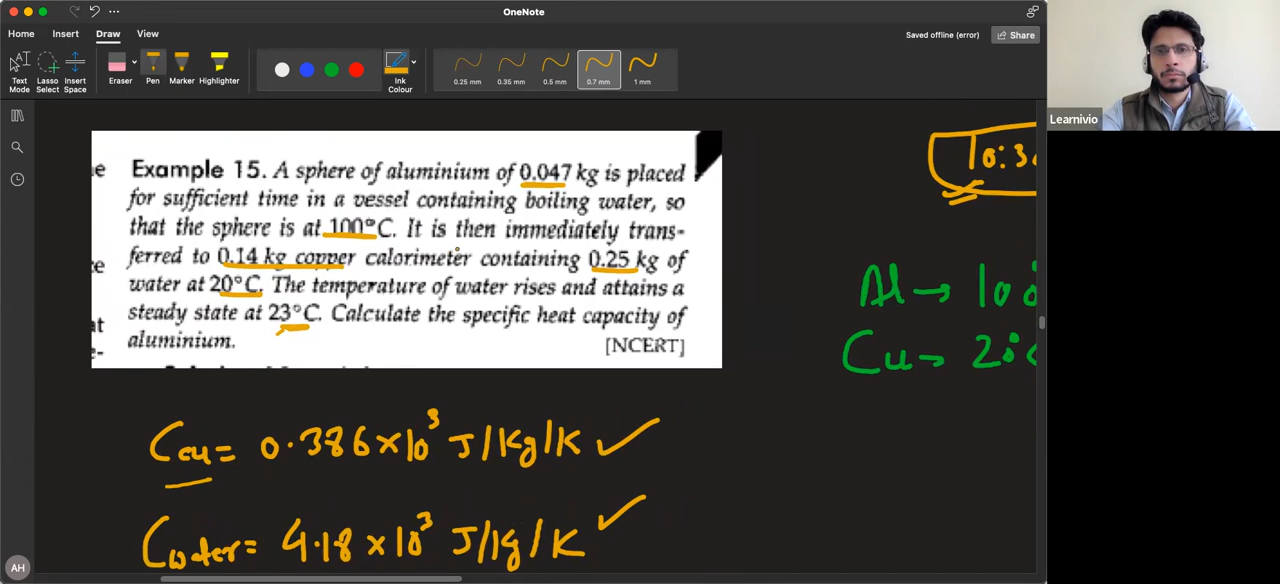 OneNote
Home Insert Draw View
Saved offline (error) Share
Text Mode
Lasso Select
Insert Space
Eraser
Pen
Marker
Highlighter
Ink Colour
0.25 mm
0.35 mm
0.5 mm
0.7 mm
1 mm
Learnivio
Example 15. A sphere of aluminium of 0.047 kg is placed
for sufficient time in a vessel containing boiling water, so
that the sphere is at 100°C. It is then immediately trans-
ferred to 0.14 kg copper calorimeter containing 0.25 kg of
water at 20°C. The temperature of water rises and attains a
steady state at 23°C. Calculate the specific heat capacity of
aluminium. [NCERT]
Al → 100
Cu → 20
Ccu = 0.386×10³ J/Kg/K ✓
Cwater = 4.18×10³ J/Kg/K ✓
AH